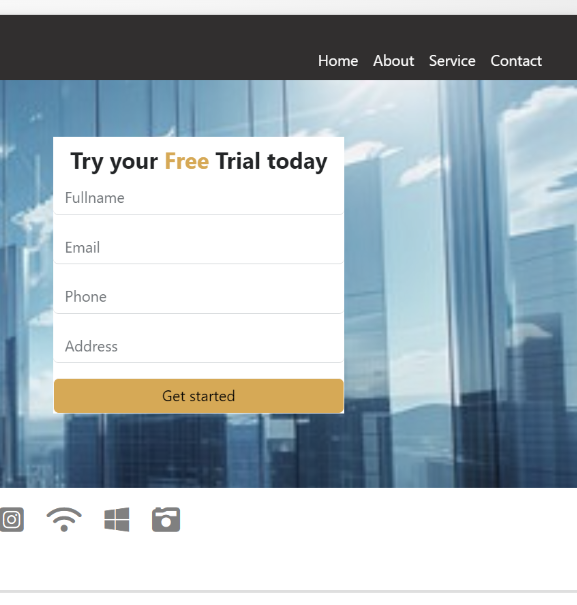 Home About Service Contact
Try your Free Trial today
Fullname
Email
Phone
Address
Get started